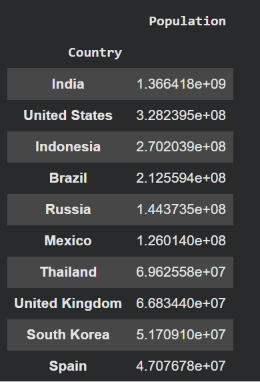 Population
Country
India 1.366418e+09
United States 3.282395e+08
Indonesia 2.702039e+08
Brazil 2.125594e+08
Russia 1.443735e+08
Mexico 1.260140e+08
Thailand 6.962558e+07
United Kingdom 6.683440e+07
South Korea 5.170910e+07
Spain 4.707678e+07